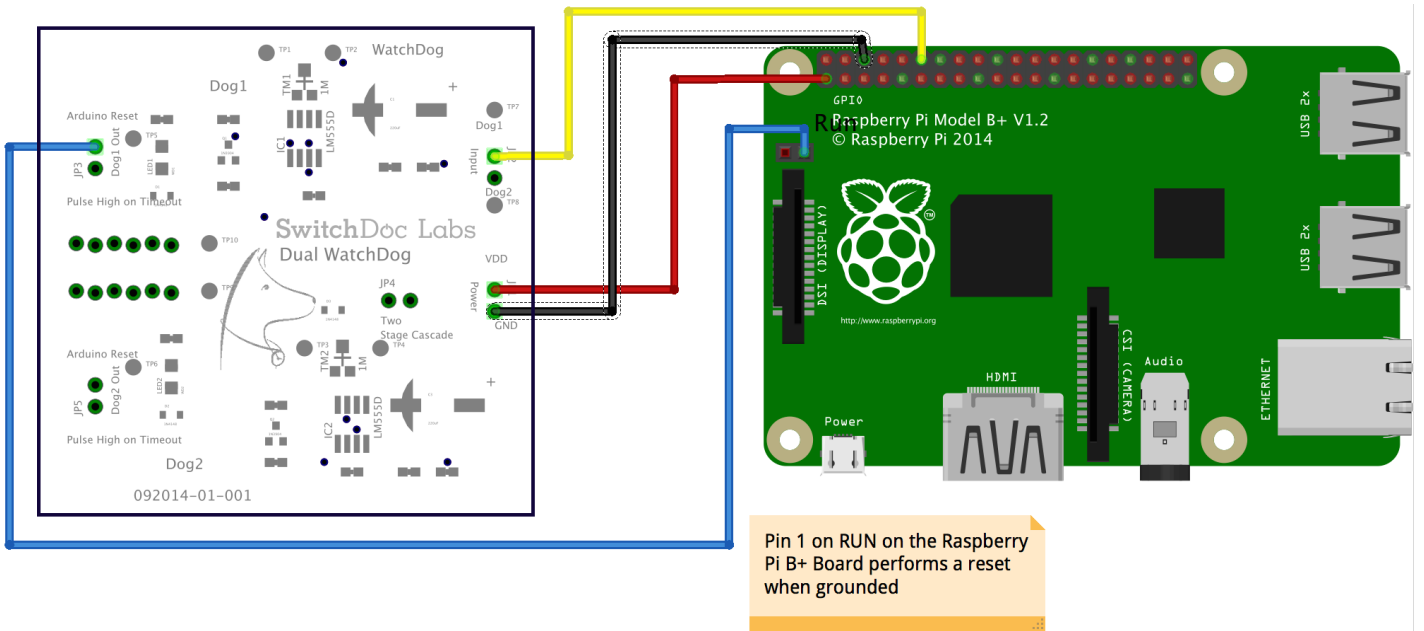 TP1
TP2
WatchDog
Dog1
TM1
1M
Arduino Reset
TP5
Dog1 Out
JP3
LED1
IC1
LM555D
TP7
Dog1
Input
Dog2
TP8
Pulse High on Timeout
SwitchDoc Labs
Dual WatchDog
TP10
VDD
JP4
Power
GND
Two
Stage Cascade
TP3
TP4
TM2
1M
Arduino Reset
TP6
Dog2 Out
JP5
LED2
IC2
LM555D
Pulse High on Timeout
Dog2
092014-01-001
GPIO
Run
Raspberry Pi Model B+ V1.2
© Raspberry Pi 2014
TM
DSI (DISPLAY)
http://www.raspberrypi.org
USB 2x
USB 2x
CSI (CAMERA)
Audio
HDMI
Power
ETHERNET
Pin 1 on RUN on the Raspberry
Pi B+ Board performs a reset
when grounded